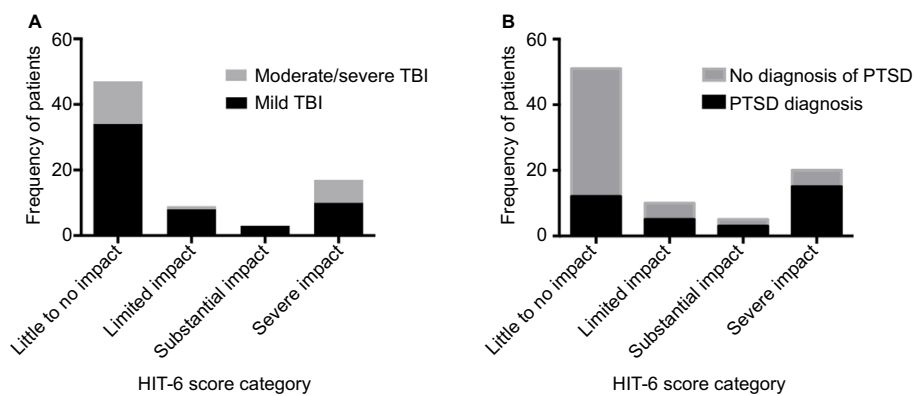 A
Frequency of patients
60
40
20
0
Moderate/severe TBI
Mild TBI
Little to no impact
Limited impact
Substantial impact
Severe impact
HIT-6 score category
B
Frequency of patients
60
40
20
0
No diagnosis of PTSD
PTSD diagnosis
Little to no impact
Limited impact
Substantial impact
Severe impact
HIT-6 score category